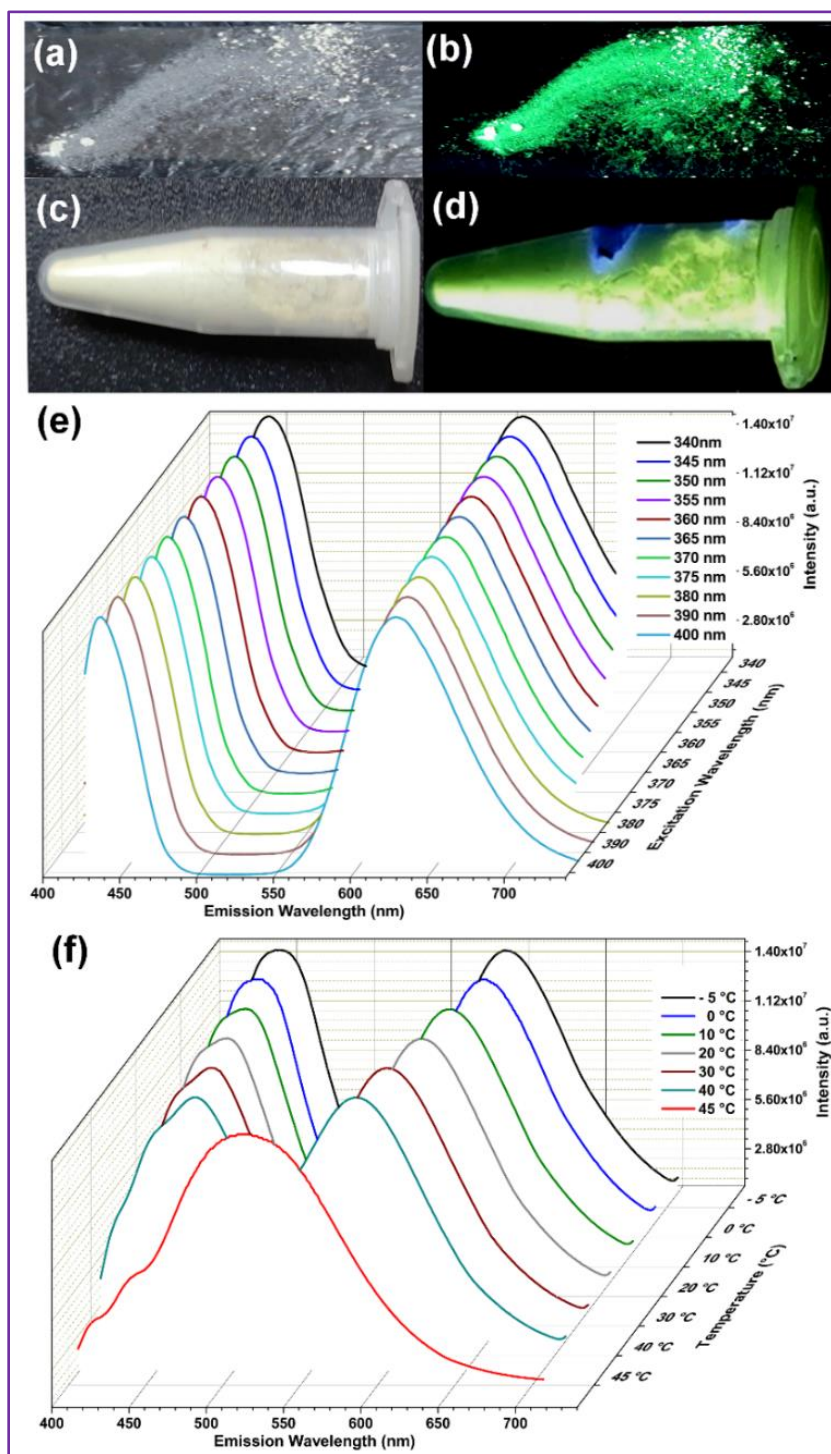 (a)
(b)
(c)
(d)
(e)
340nm
345 nm
350 nm
355 nm
360 nm
365 nm
370 nm
375 nm
380 nm
390 nm
400 nm
1.40x10⁷
1.12x10⁷
8.40x10⁶
5.60x10⁶
2.80x10⁶
Intensity (a.u.)
340
345
350
355
360
365
370
375
380
390
400
Excitation Wavelength (nm)
400 450 500 550 600 650 700
Emission Wavelength (nm)
(f)
- 5 °C
0 °C
10 °C
20 °C
30 °C
40 °C
45 °C
1.40x10⁷
1.12x10⁷
8.40x10⁶
5.60x10⁶
2.80x10⁶
Intensity (a.u.)
- 5 °C
0 °C
10 °C
20 °C
30 °C
40 °C
45 °C
Temperature (°C)
400 450 500 550 600 650 700
Emission Wavelength (nm)